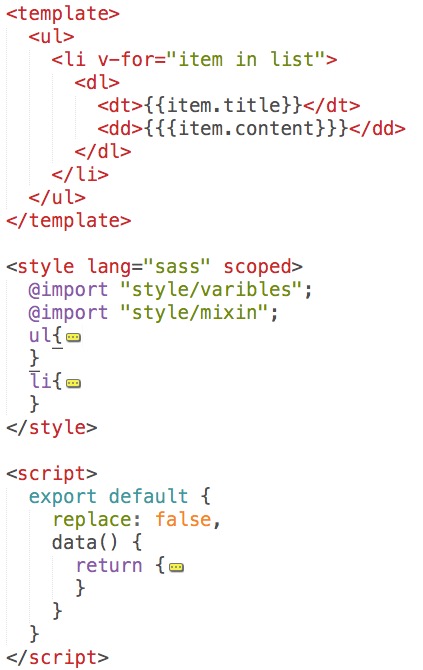 <template>
  <ul>
    <li v-for="item in list">
      <dl>
        <dt>{{item.title}}</dt>
        <dd>{{{item.content}}}</dd>
      </dl>
    </li>
  </ul>
</template>

<style lang="sass" scoped>
  @import "style/varibles";
  @import "style/mixin";
  ul{
  }
  li{
  }
</style>

<script>
  export default {
    replace: false,
    data() {
      return {
      }
    }
  }
</script>